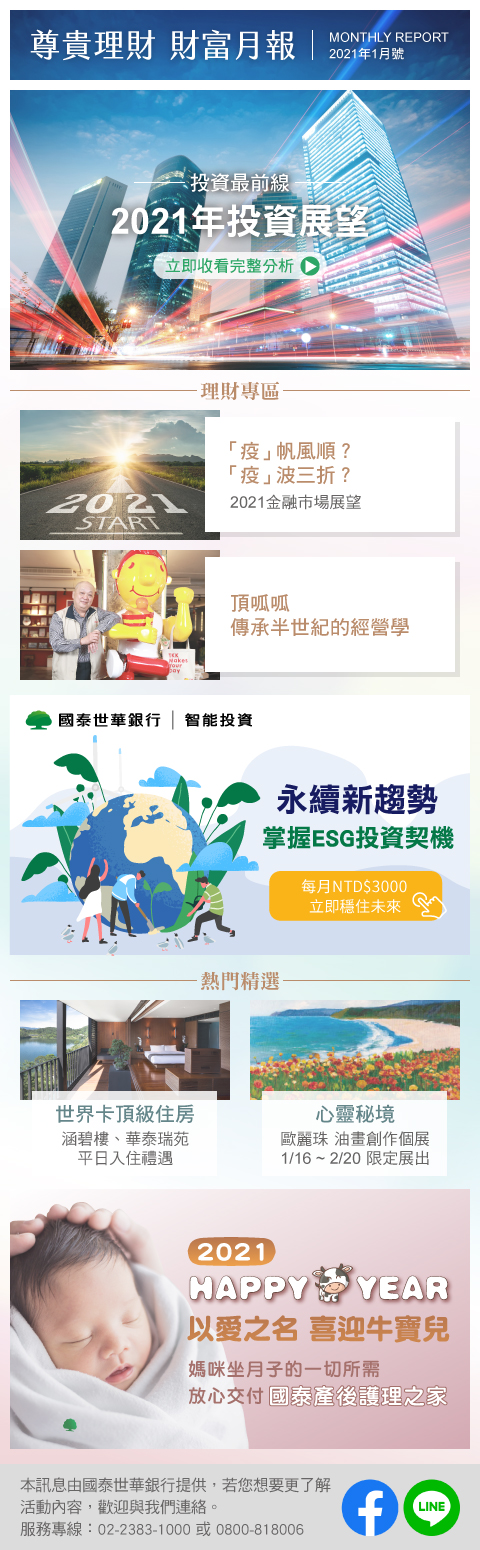 尊貴理財 財富月報
MONTHLY REPORT
2021年1月號
投資最前線
2021年投資展望
立即收看完整分析
理財專區
2021
START
「疫」帆風順？
「疫」波三折？
2021金融市場展望
頂呱呱
傳承半世紀的經營學
國泰世華銀行｜智能投資
永續新趨勢
掌握ESG投資契機
每月NTD$3000
立即穩住未來
熱門精選
世界卡頂級住房
涵碧樓、華泰瑞苑
平日入住禮遇
心靈秘境
歐麗珠 油畫創作個展
1/16 ~ 2/20 限定展出
2021
HAPPY YEAR
以愛之名 喜迎牛寶兒
媽咪坐月子的一切所需
放心交付 國泰產後護理之家
本訊息由國泰世華銀行提供，若您想要更了解
活動內容，歡迎與我們連絡。
服務專線：02-2383-1000 或 0800-818006
LINE